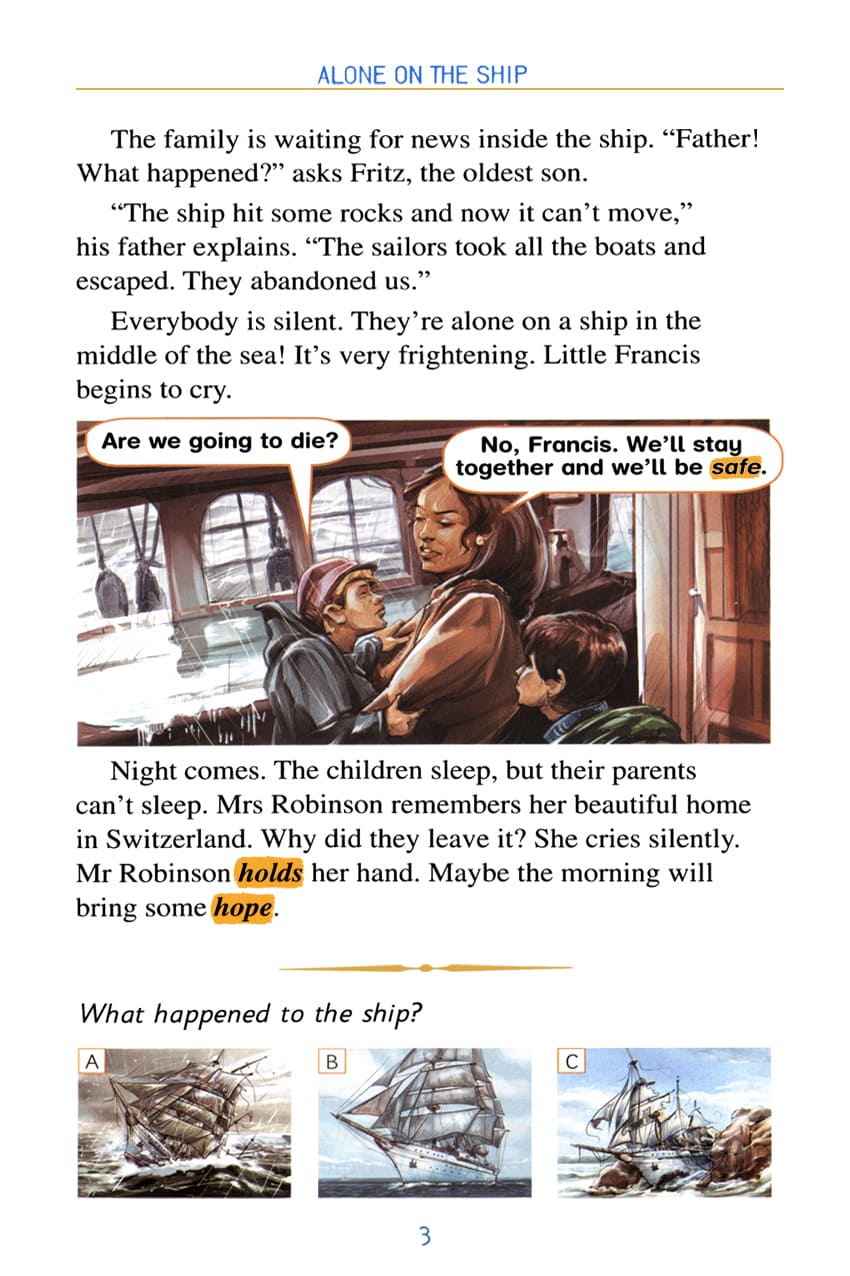 ALONE ON THE SHIP
The family is waiting for news inside the ship. “Father!
What happened?” asks Fritz, the oldest son.
“The ship hit some rocks and now it can’t move,”
his father explains. “The sailors took all the boats and
escaped. They abandoned us.”
Everybody is silent. They’re alone on a ship in the
middle of the sea! It’s very frightening. Little Francis
begins to cry.
Are we going to die?
No, Francis. We’ll stay
together and we’ll be safe.
Night comes. The children sleep, but their parents
can’t sleep. Mrs Robinson remembers her beautiful home
in Switzerland. Why did they leave it? She cries silently.
Mr Robinson holds her hand. Maybe the morning will
bring some hope.
What happened to the ship?
A
B
C
3